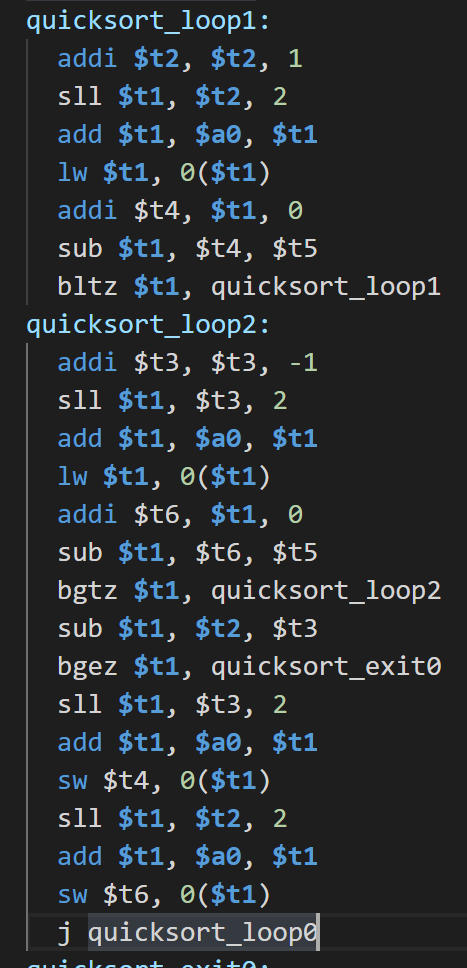 quicksort_loop1:
addi $t2, $t2, 1
sll $t1, $t2, 2
add $t1, $a0, $t1
lw $t1, 0($t1)
addi $t4, $t1, 0
sub $t1, $t4, $t5
bltz $t1, quicksort_loop1
quicksort_loop2:
addi $t3, $t3, -1
sll $t1, $t3, 2
add $t1, $a0, $t1
lw $t1, 0($t1)
addi $t6, $t1, 0
sub $t1, $t6, $t5
bgtz $t1, quicksort_loop2
sub $t1, $t2, $t3
bgez $t1, quicksort_exit0
sll $t1, $t3, 2
add $t1, $a0, $t1
sw $t4, 0($t1)
sll $t1, $t2, 2
add $t1, $a0, $t1
sw $t6, 0($t1)
j quicksort_loop0
quicksort_exit0: